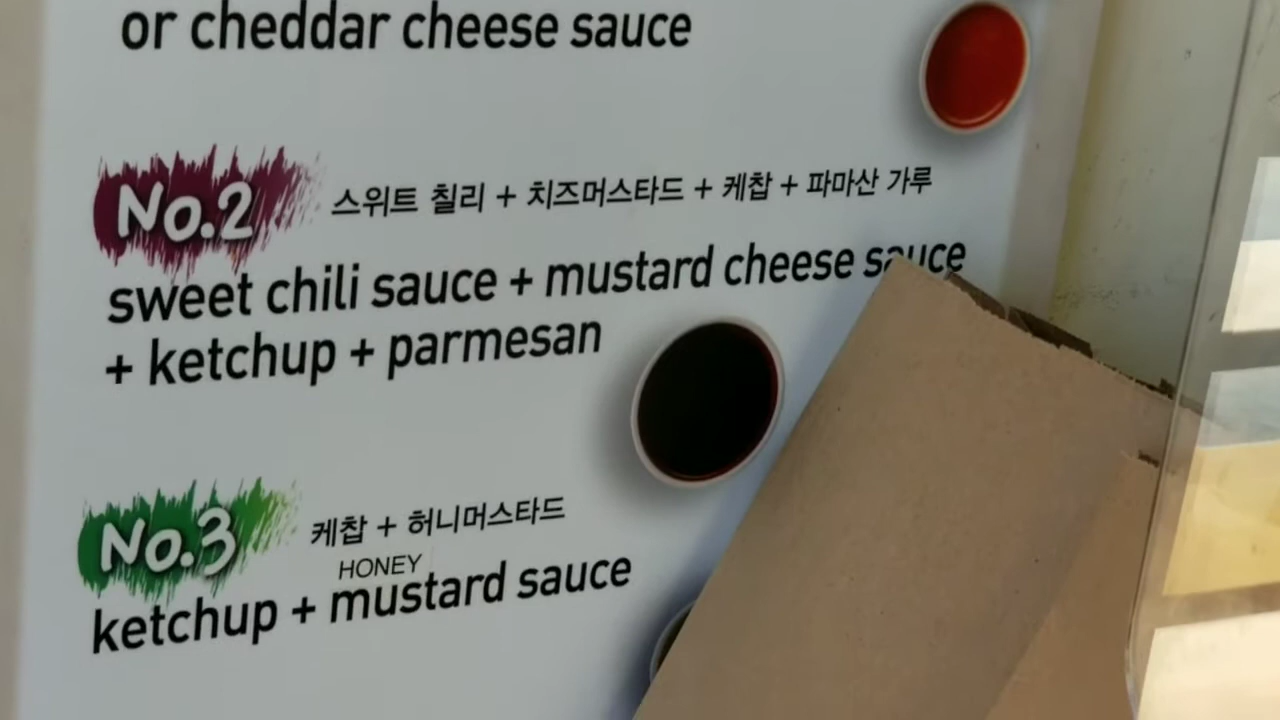 or cheddar cheese sauce
No.2 스위트 칠리 + 치즈머스타드 + 케찹 + 파마산 가루
sweet chili sauce + mustard cheese sauce
+ ketchup + parmesan
No.3 케찹 + 허니머스타드
HONEY
ketchup + mustard sauce